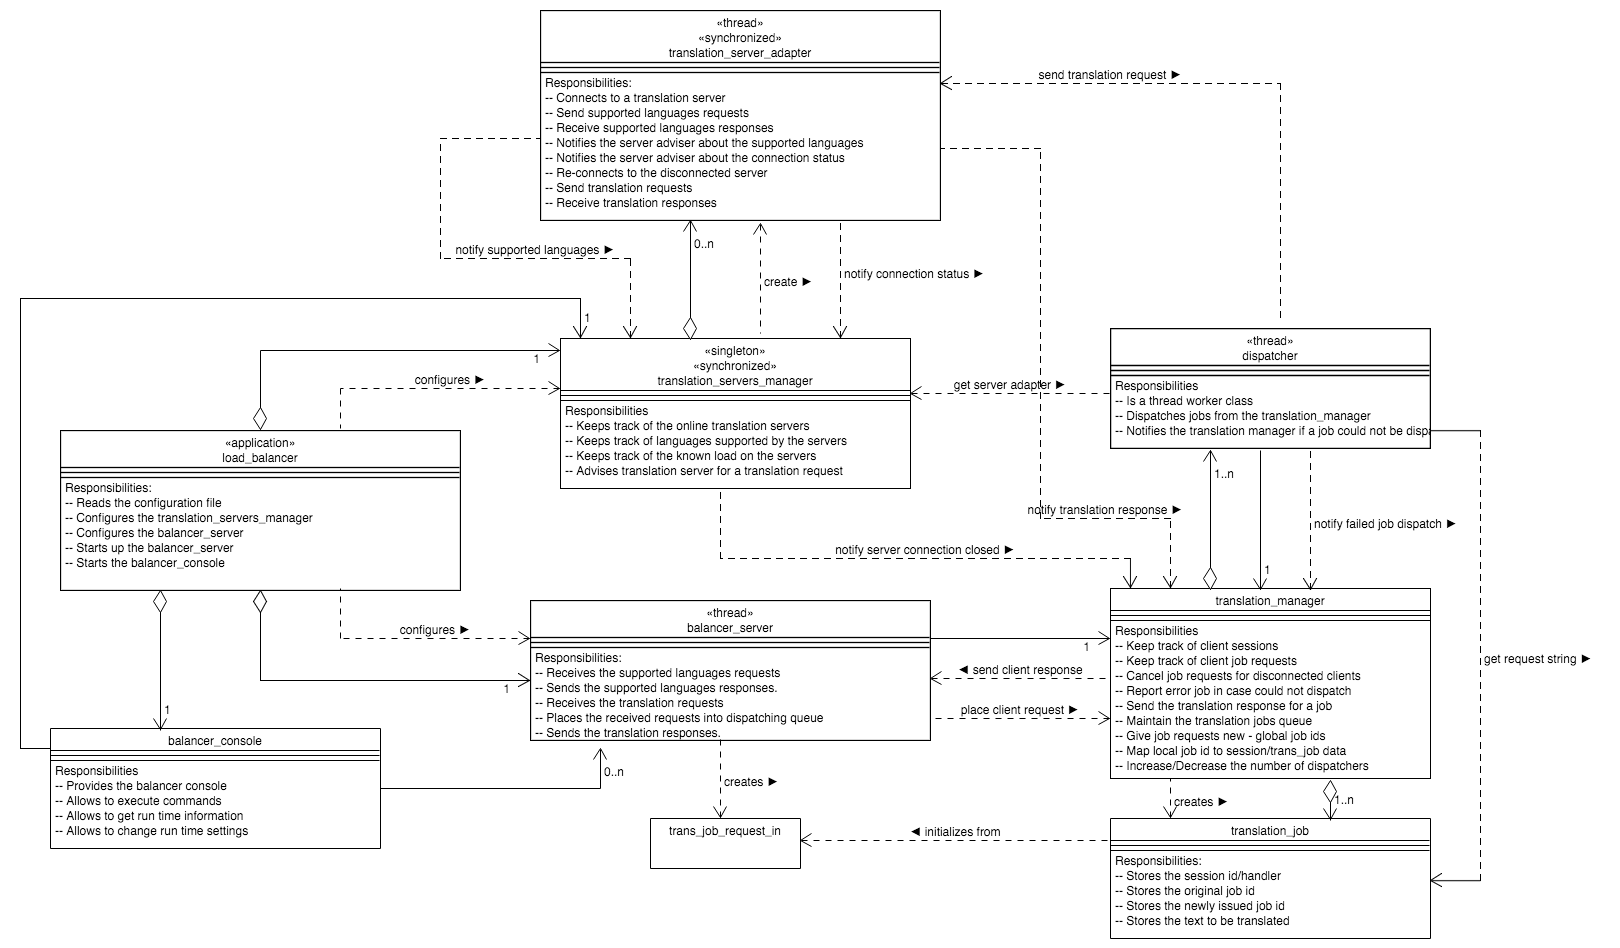 «thread»
«synchronized»
translation_server_adapter
Responsibilities:
-- Connects to a translation server
-- Send supported languages requests
-- Receive supported languages responses
-- Notifies the server adviser about the supported languages
-- Notifies the server adviser about the connection status
-- Re-connects to the disconnected server
-- Send translation requests
-- Receive translation responses
send translation request ►
notify supported languages ►
0..n
create ►
notify connection status ►
1
1
configures ►
«singleton»
«synchronized»
translation_servers_manager
Responsibilities
-- Keeps track of the online translation servers
-- Keeps track of languages supported by the servers
-- Keeps track of the known load on the servers
-- Advises translation server for a translation request
get server adapter ►
«thread»
dispatcher
Responsibilities
-- Is a thread worker class
-- Dispatches jobs from the translation_manager
-- Notifies the translation manager if a job could not be dispa
«application»
load_balancer
Responsibilities:
-- Reads the configuration file
-- Configures the translation_servers_manager
-- Configures the balancer_server
-- Starts up the balancer_server
-- Starts the balancer_console
1..n
notify translation response ►
notify failed job dispatch ►
notify server connection closed ►
1
configures ►
1
1
«thread»
balancer_server
Responsibilities:
-- Receives the supported languages requests
-- Sends the supported languages responses.
-- Receives the translation requests
-- Places the received requests into dispatching queue
-- Sends the translation responses.
1
◄ send client response
place client request ►
translation_manager
Responsibilities
-- Keep track of client sessions
-- Keep track of client job requests
-- Cancel job requests for disconnected clients
-- Report error job in case could not dispatch
-- Send the translation response for a job
-- Maintain the translation jobs queue
-- Give job requests new - global job ids
-- Map local job id to session/trans_job data
-- Increase/Decrease the number of dispatchers
get request string ►
balancer_console
Responsibilities
-- Provides the balancer console
-- Allows to execute commands
-- Allows to get run time information
-- Allows to change run time settings
0..n
creates ►
creates ►
1..n
trans_job_request_in
◄ initializes from
translation_job
Responsibilities:
-- Stores the session id/handler
-- Stores the original job id
-- Stores the newly issued job id
-- Stores the text to be translated